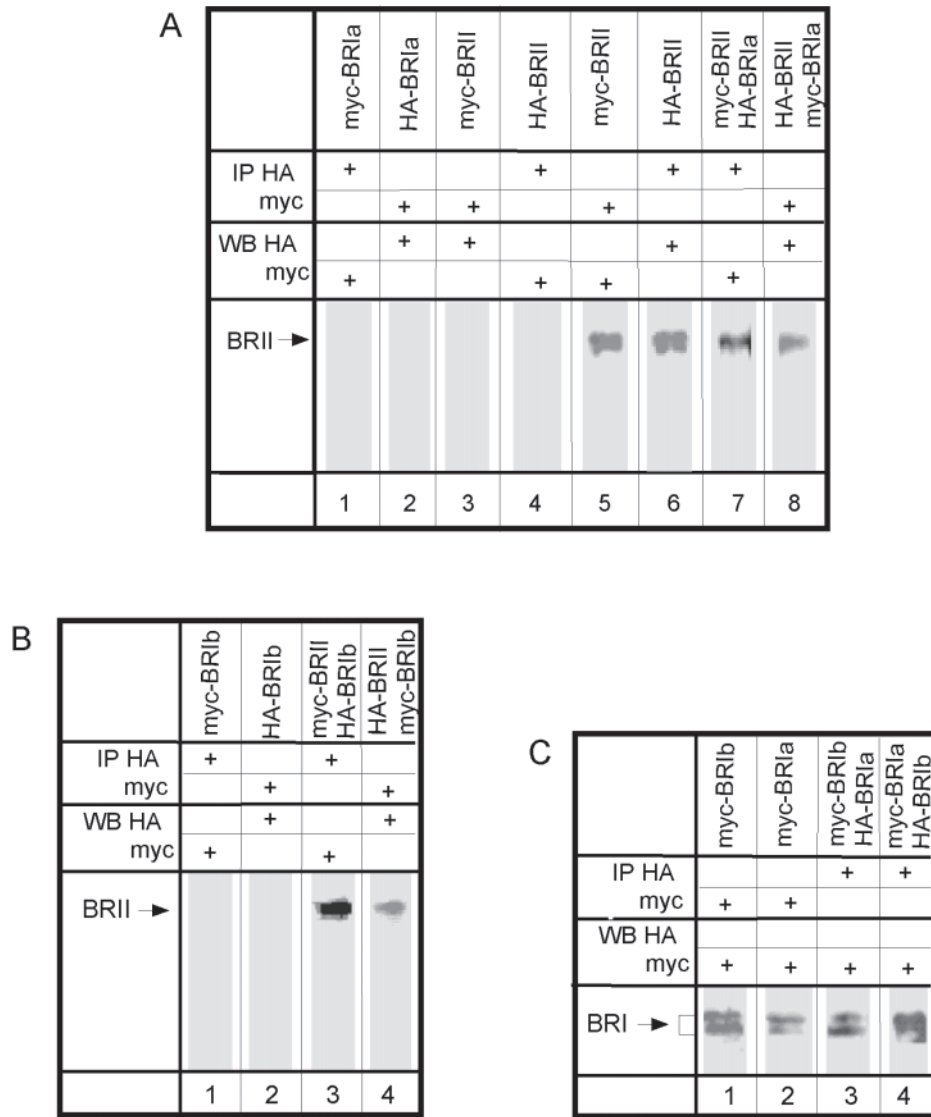 A
myc-BRIa
HA-BRIa
myc-BRII
HA-BRII
myc-BRII
HA-BRII
myc-BRII
HA-BRIa
HA-BRII
myc-BRIa
IP HA + + + +
myc + + + +
WB HA + + + +
myc + + + +
BRII
1 2 3 4 5 6 7 8
B
myc-BRIb
HA-BRIb
myc-BRII
HA-BRIb
HA-BRII
myc-BRIb
IP HA + +
myc + +
WB HA + +
myc + +
BRII
1 2 3 4
C
myc-BRIb
myc-BRIa
myc-BRIb
HA-BRIa
myc-BRIa
HA-BRIb
IP HA + +
myc + +
WB HA
myc + + + +
BRI
1 2 3 4